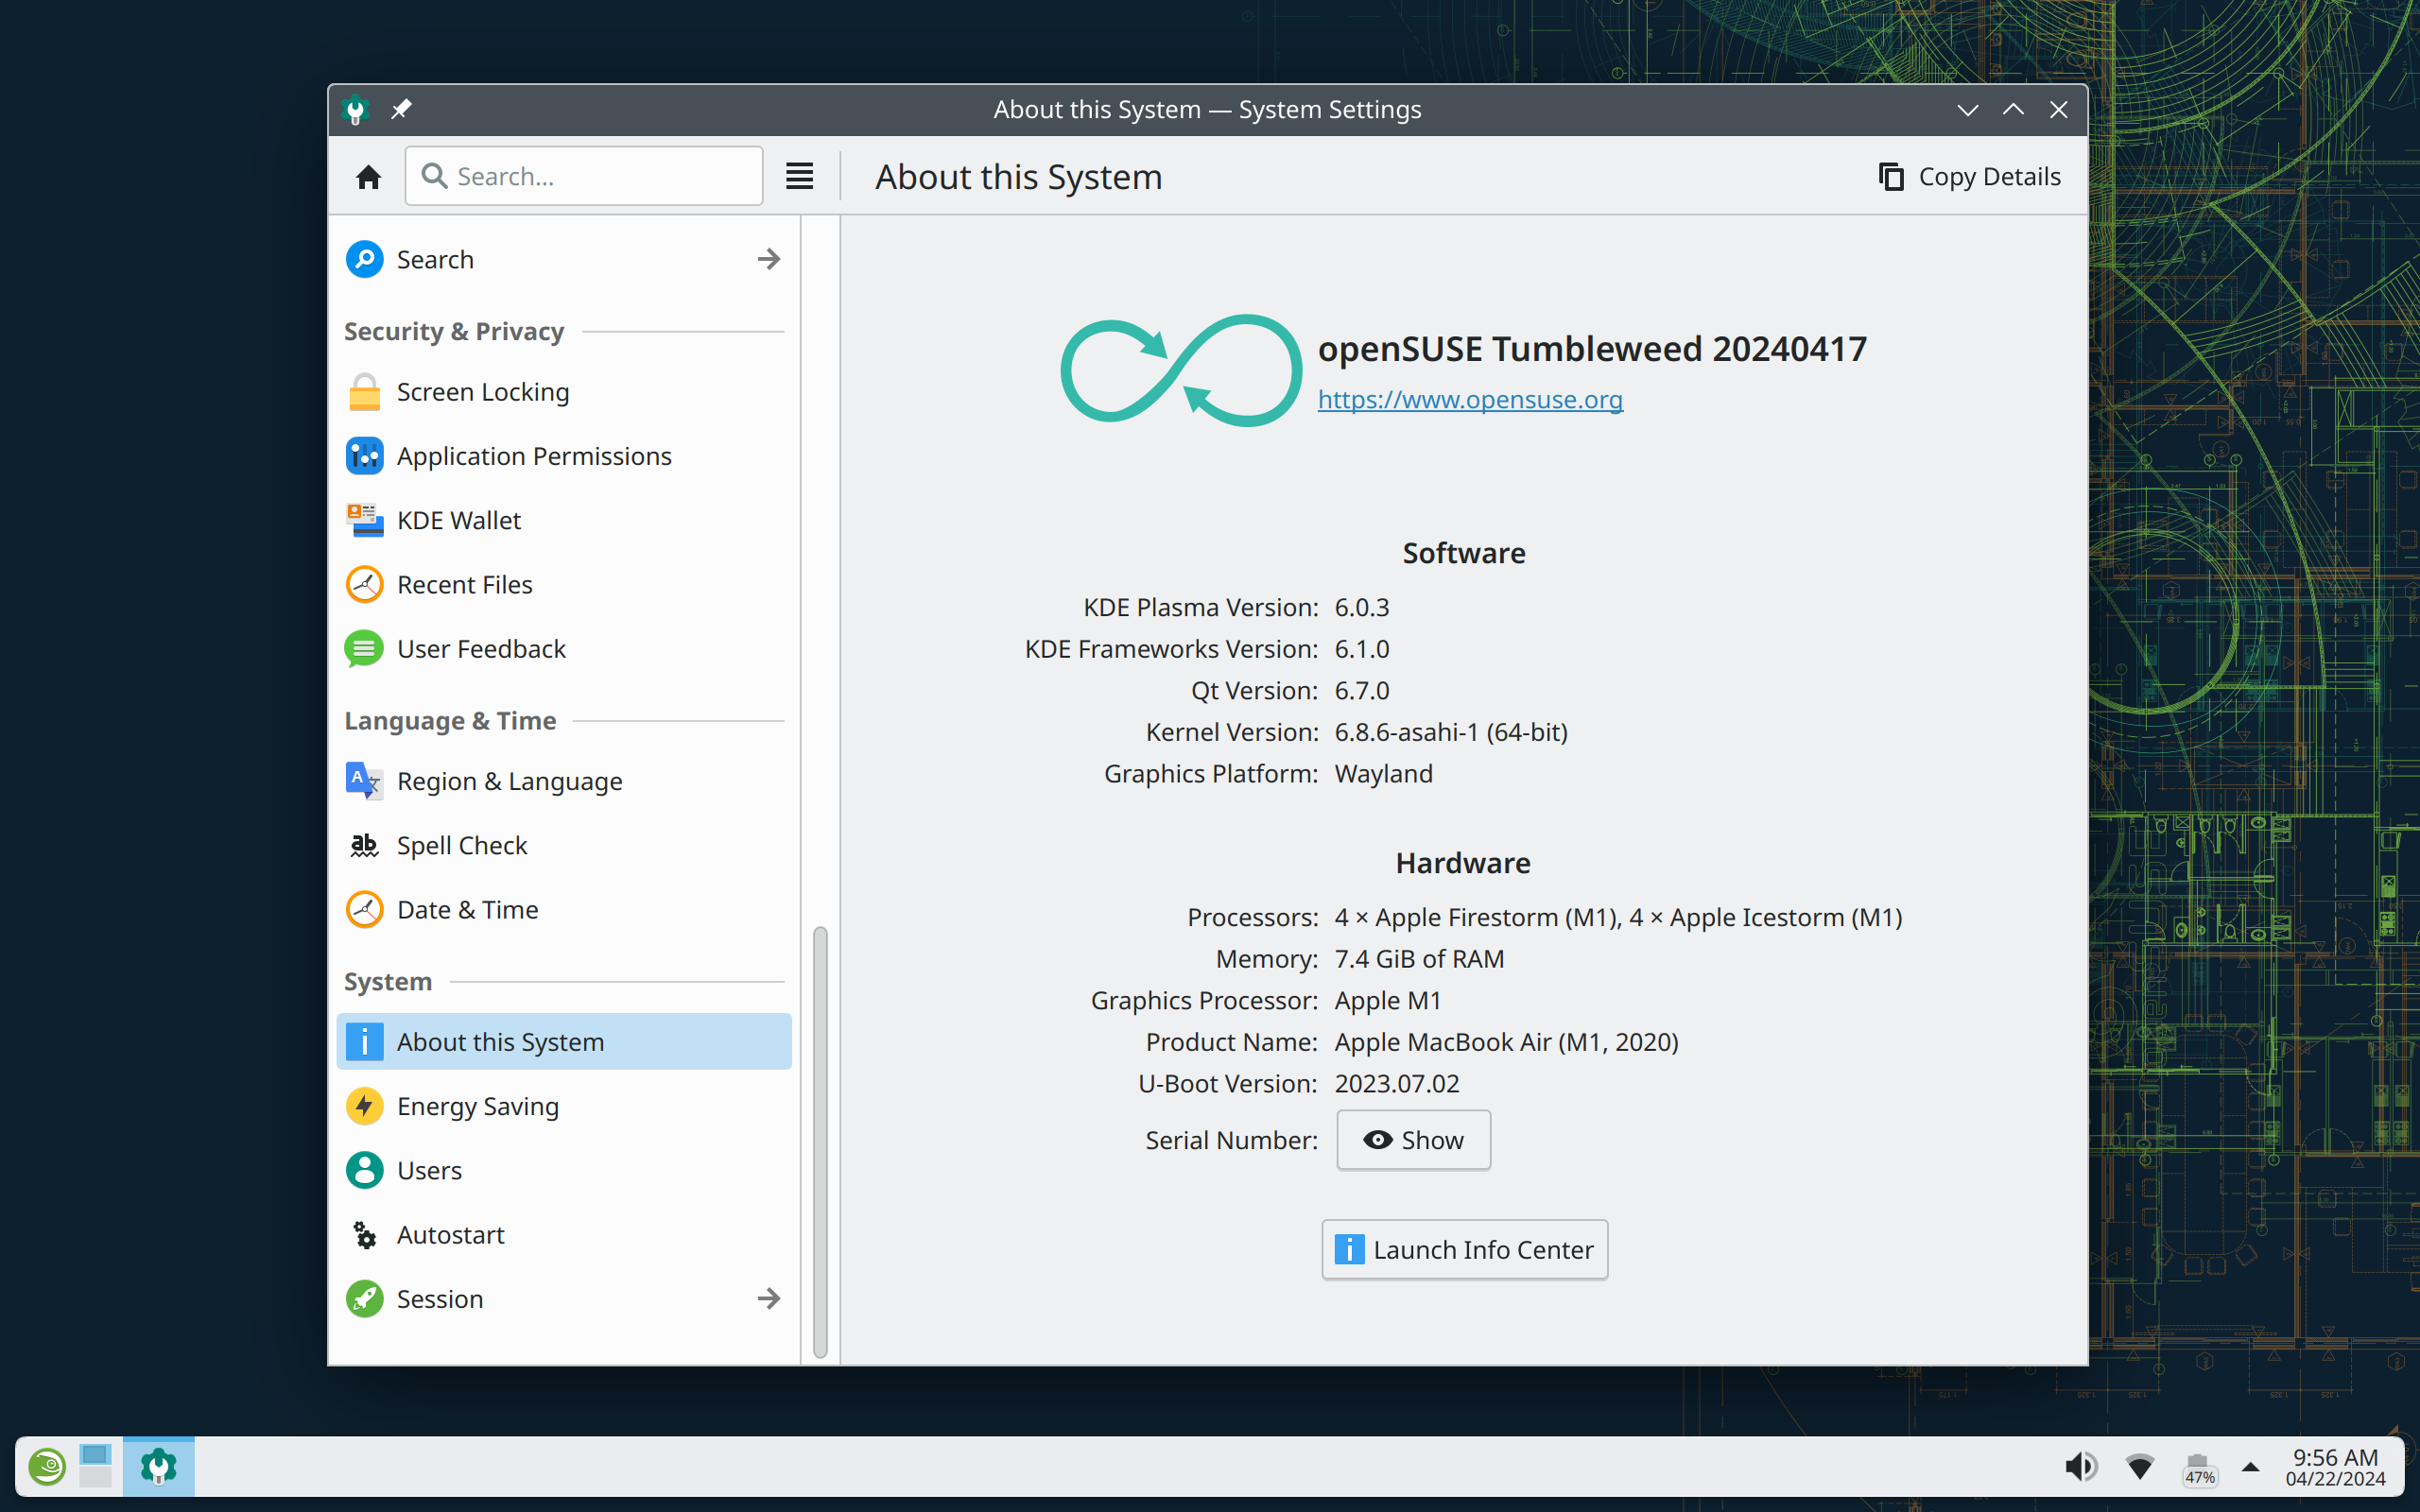 About this System — System Settings
Search...
About this System
Copy Details
Search
Security & Privacy
Screen Locking
Application Permissions
KDE Wallet
Recent Files
User Feedback
Language & Time
Region & Language
Spell Check
Date & Time
System
About this System
Energy Saving
Users
Autostart
Session
openSUSE Tumbleweed 20240417
https://www.opensuse.org
Software
KDE Plasma Version: 6.0.3
KDE Frameworks Version: 6.1.0
Qt Version: 6.7.0
Kernel Version: 6.8.6-asahi-1 (64-bit)
Graphics Platform: Wayland
Hardware
Processors: 4 × Apple Firestorm (M1), 4 × Apple Icestorm (M1)
Memory: 7.4 GiB of RAM
Graphics Processor: Apple M1
Product Name: Apple MacBook Air (M1, 2020)
U-Boot Version: 2023.07.02
Serial Number: Show
Launch Info Center
47%
9:56 AM
04/22/2024